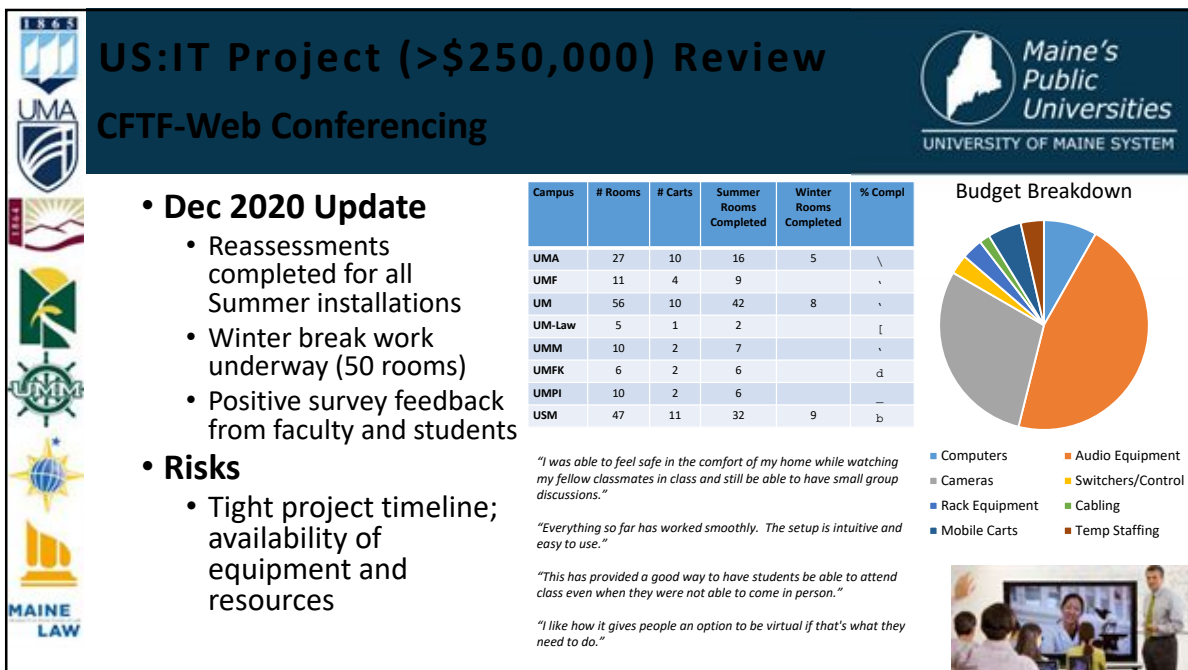 1865
UMA
1864
UMM
MAINE
LAW
US:IT Project (>$250,000) Review
CFTF-Web Conferencing
Maine's
Public
Universities
UNIVERSITY OF MAINE SYSTEM
• Dec 2020 Update
• Reassessments
completed for all
Summer installations
• Winter break work
underway (50 rooms)
• Positive survey feedback
from faculty and students
• Risks
• Tight project timeline;
availability of
equipment and
resources
Campus # Rooms # Carts Summer Rooms Completed Winter Rooms Completed % Compl
UMA 27 10 16 5 \
UMF 11 4 9 `
UM 56 10 42 8 `
UM-Law 5 1 2 [
UMM 10 2 7 `
UMFK 6 2 6 d
UMPI 10 2 6 _
USM 47 11 32 9 b
“I was able to feel safe in the comfort of my home while watching
my fellow classmates in class and still be able to have small group
discussions.”
“Everything so far has worked smoothly.  The setup is intuitive and
easy to use.”
“This has provided a good way to have students be able to attend
class even when they were not able to come in person.”
“I like how it gives people an option to be virtual if that's what they
need to do.”
Budget Breakdown
Computers Audio Equipment
Cameras Switchers/Control
Rack Equipment Cabling
Mobile Carts Temp Staffing